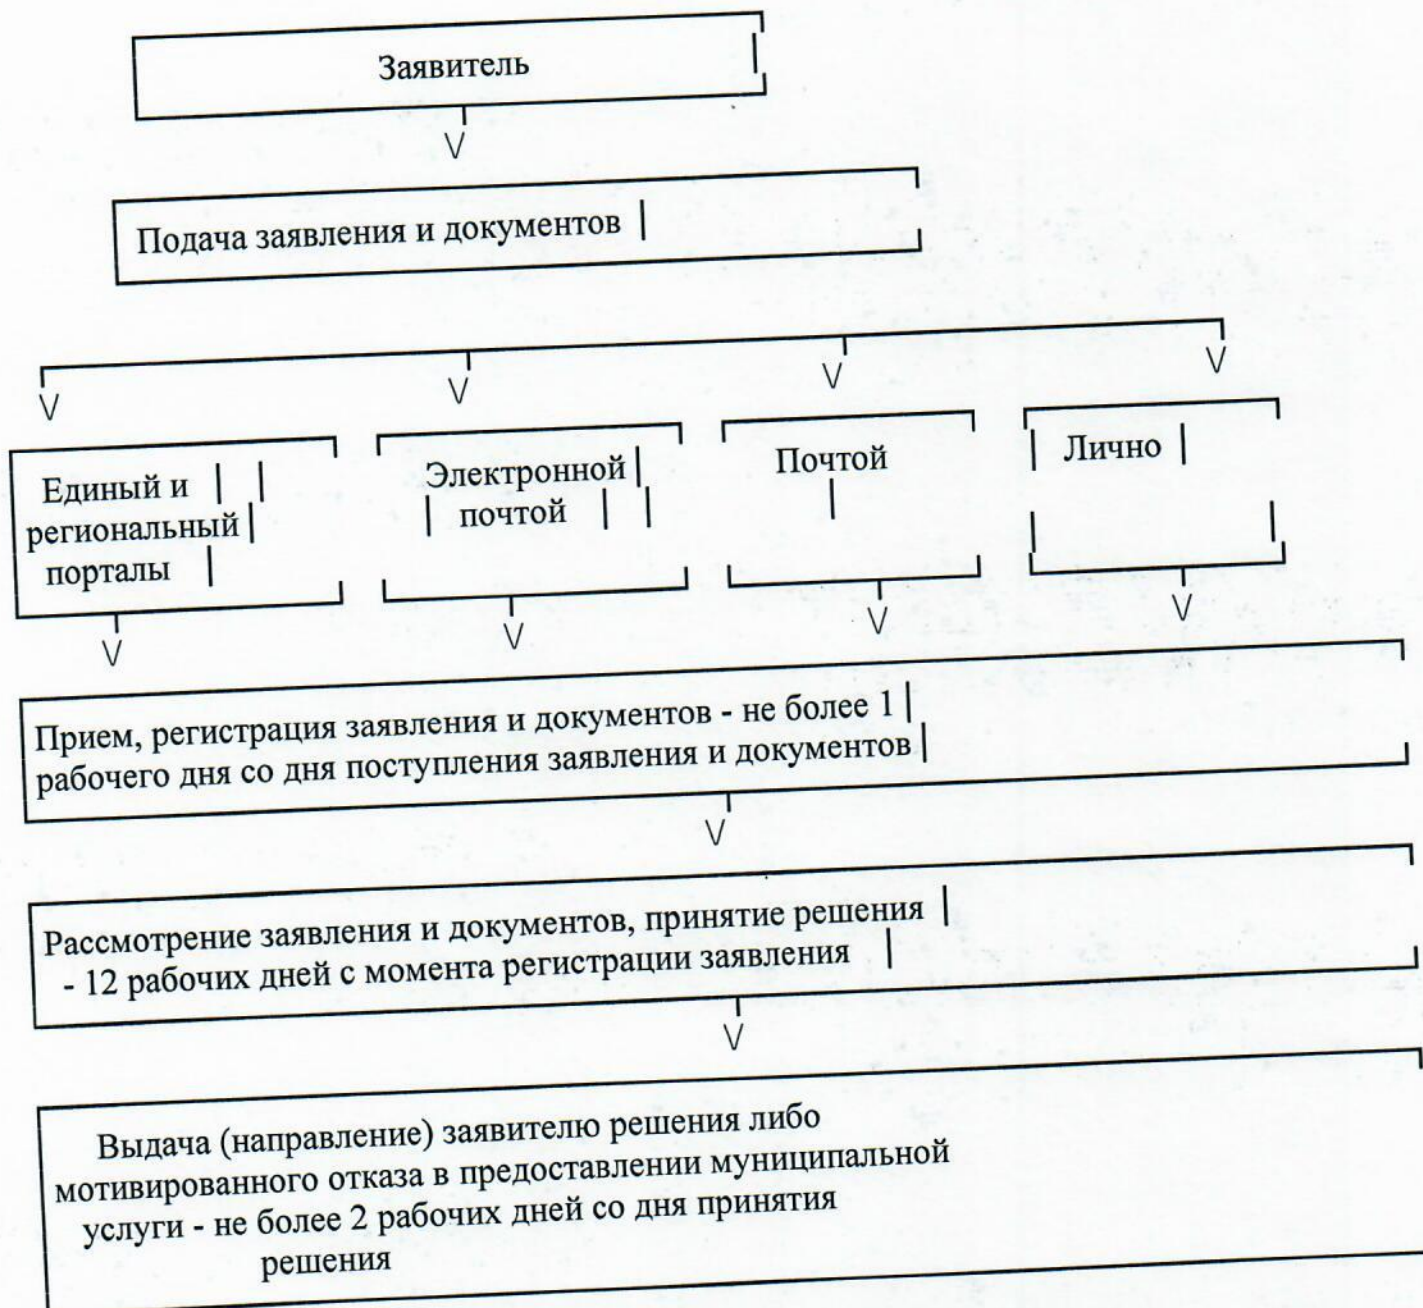 Заявитель
Подача заявления и документов
Единый и
региональный
порталы
Электронной
почтой
Почтой
Лично
Прием, регистрация заявления и документов - не более 1
рабочего дня со дня поступления заявления и документов
Рассмотрение заявления и документов, принятие решения
- 12 рабочих дней с момента регистрации заявления
Выдача (направление) заявителю решения либо
мотивированного отказа в предоставлении муниципальной
услуги - не более 2 рабочих дней со дня принятия
решения